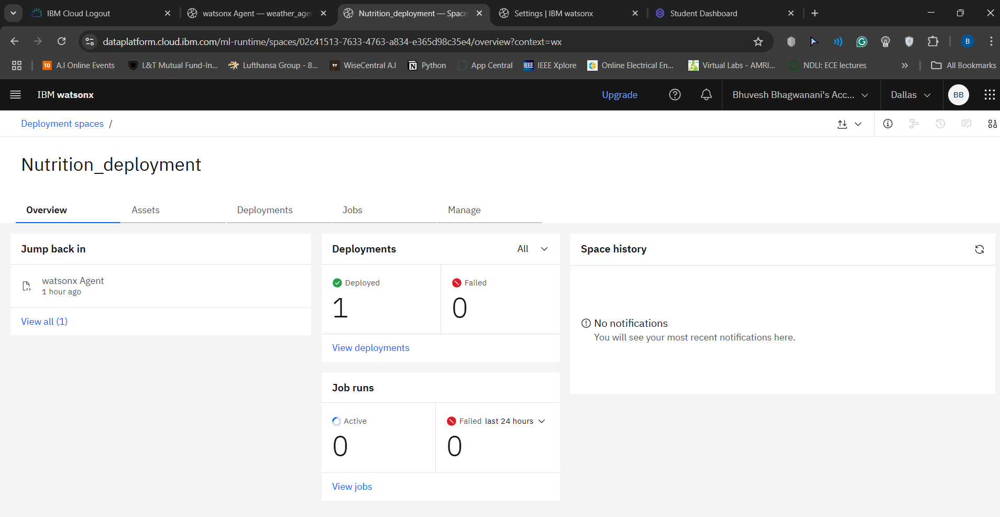 IBM Cloud Logout
watsonx Agent — weather_age
Nutrition_deployment — Space
Settings | IBM watsonx
Student Dashboard
dataplatform.cloud.ibm.com/ml-runtime/spaces/02c41513-7633-4763-a834-e365d98c35e4/overview?context=wx
B
10 A.I Online Events
L&T Mutual Fund-In...
Lufthansa Group - 8...
WiseCentral A.I
Python
App Central
IEEE IEEE Xplore
Online Electrical En...
Virtual Labs - AMRI...
NDLI: ECE lectures
All Bookmarks
IBM watsonx
Upgrade
Bhuvesh Bhagwanani's Acc...
Dallas
BB
Deployment spaces /
Nutrition_deployment
Overview
Assets
Deployments
Jobs
Manage
Jump back in
watsonx Agent
1 hour ago
View all (1)
Deployments
All
Deployed
1
Failed
0
View deployments
Job runs
Active
0
Failed last 24 hours
0
View jobs
Space history
No notifications
You will see your most recent notifications here.